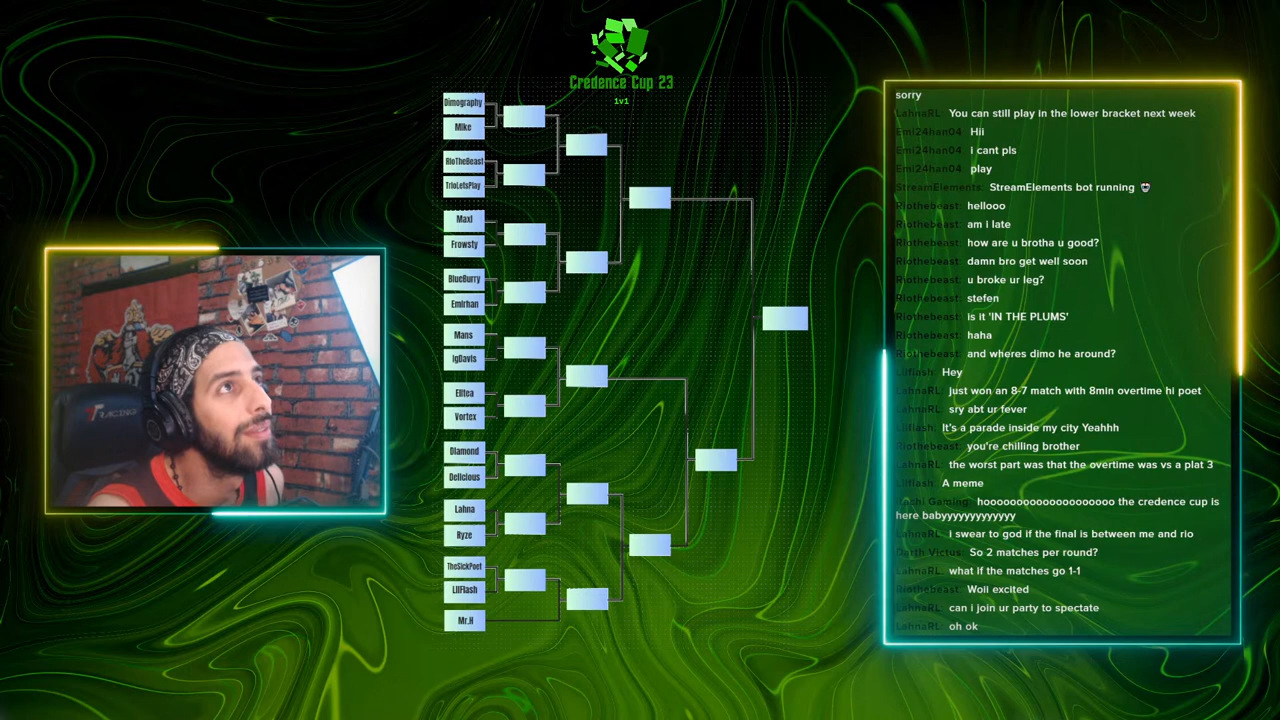 Credence Cup 23
1v1
Dimography
Mike
RioTheBeast
TrioLetsPlay
Maxi
Frowsty
BlueBurry
Emirhan
Mans
IgDavis
Elitea
Vortex
Diamond
Delicious
Lahna
Ryze
TheSickPoet
LilFlash
Mr.H
RACING
sorry
LahnaRL: You can still play in the lower bracket next week
Emi24han04: Hii
Emi24han04: i cant pls
Emi24han04: play
StreamElements: StreamElements bot running
Riothebeast: hellooo
Riothebeast: am i late
Riothebeast: how are u brotha u good?
Riothebeast: damn bro get well soon
Riothebeast: u broke ur leg?
Riothebeast: stefen
Riothebeast: is it 'IN THE PLUMS'
Riothebeast: haha
Riothebeast: and wheres dimo he around?
Lilflash: Hey
LahnaRL: just won an 8-7 match with 8min overtime hi poet
LahnaRL: sry abt ur fever
Lilflash: It's a parade inside my city Yeahhh
Riothebeast: you're chilling brother
LahnaRL: the worst part was that the overtime was vs a plat 3
Lilflash: A meme
Gaming: hooooooooooooooooooo the credence cup is
here babyyyyyyyyyyyy
LahnaRL: i swear to god if the final is between me and rio
Darth Victus: So 2 matches per round?
LahnaRL: what if the matches go 1-1
Riothebeast: Woii excited
LahnaRL: can i join ur party to spectate
LahnaRL: oh ok